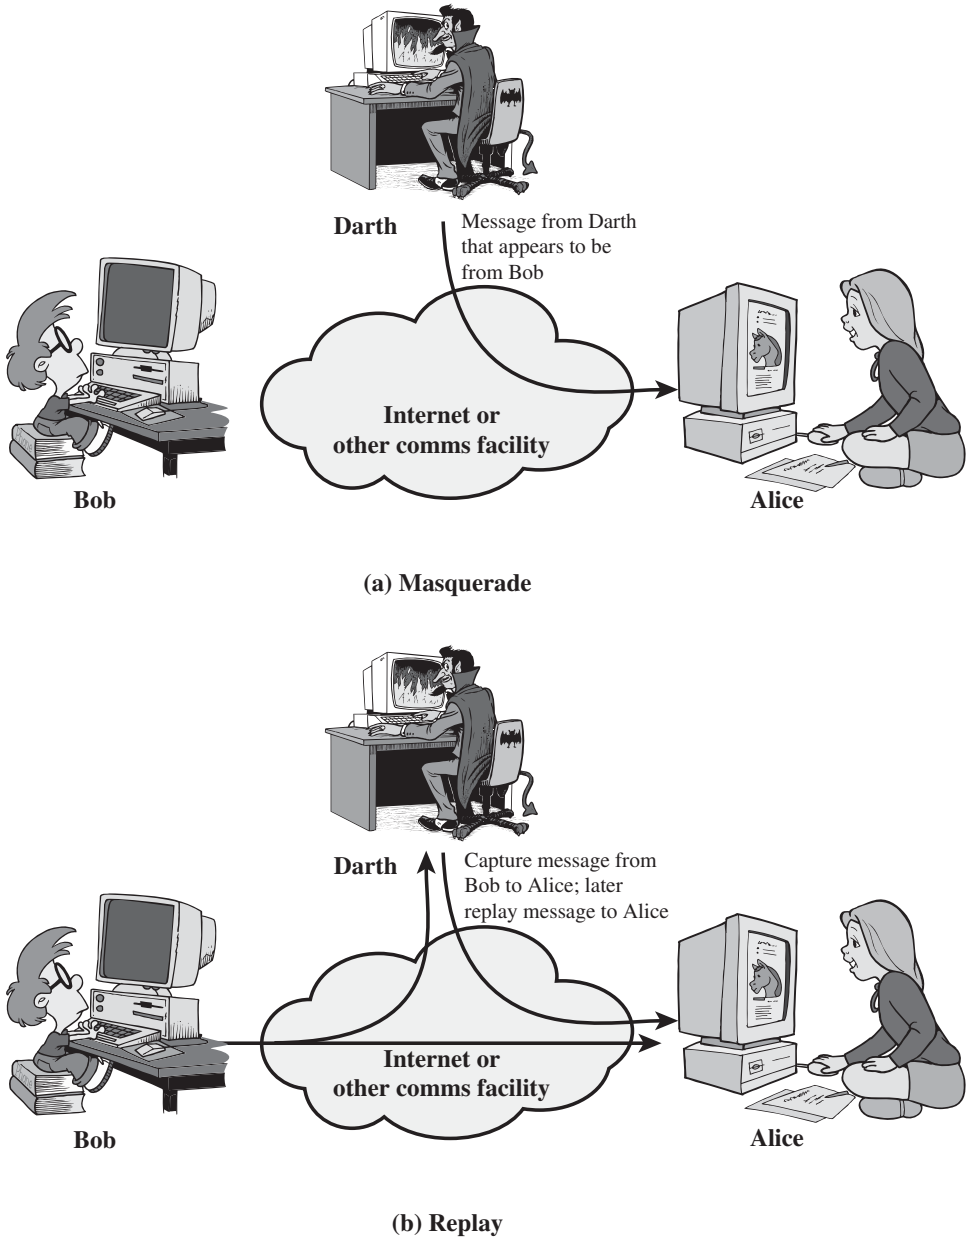 Darth
Message from Darth
that appears to be
from Bob
Internet or
other comms facility
Bob
Alice
(a) Masquerade
Darth
Capture message from
Bob to Alice; later
replay message to Alice
Internet or
other comms facility
Bob
Alice
(b) Replay